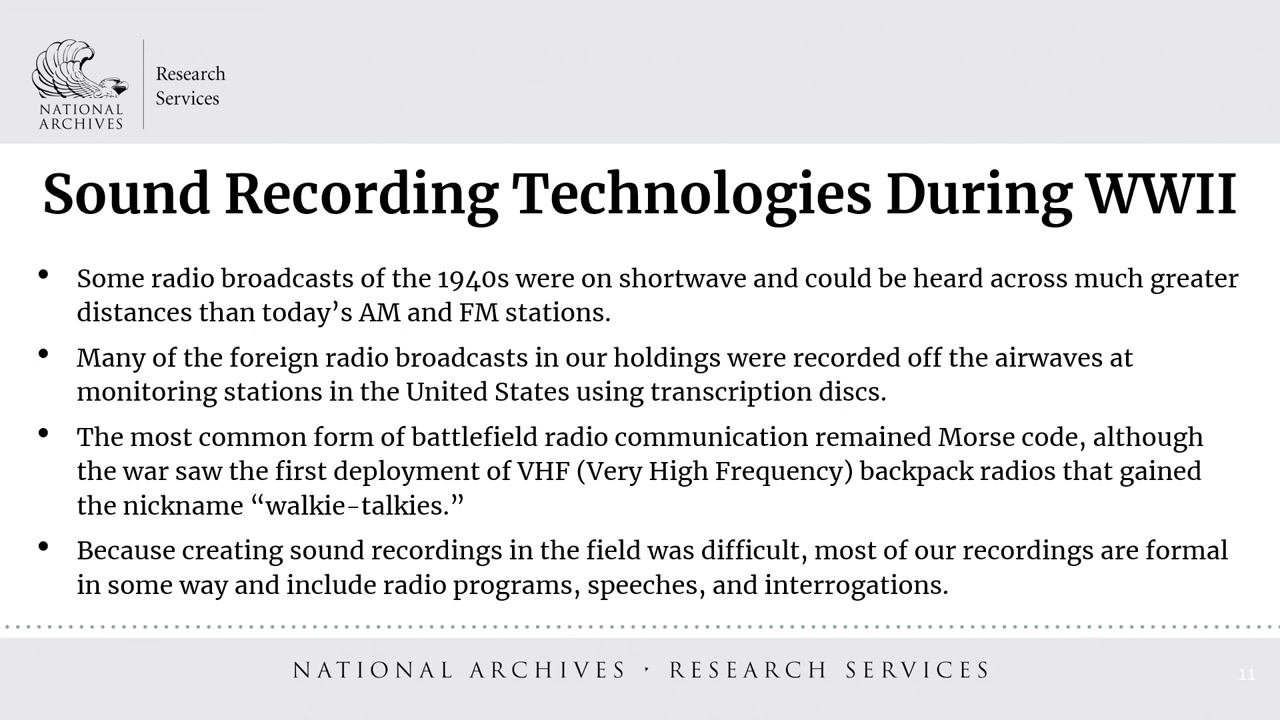 NATIONAL
ARCHIVES
Research
Services
Sound Recording Technologies During WWII
• Some radio broadcasts of the 1940s were on shortwave and could be heard across much greater
distances than today’s AM and FM stations.
• Many of the foreign radio broadcasts in our holdings were recorded off the airwaves at
monitoring stations in the United States using transcription discs.
• The most common form of battlefield radio communication remained Morse code, although
the war saw the first deployment of VHF (Very High Frequency) backpack radios that gained
the nickname “walkie-talkies.”
• Because creating sound recordings in the field was difficult, most of our recordings are formal
in some way and include radio programs, speeches, and interrogations.
NATIONAL ARCHIVES · RESEARCH SERVICES
11